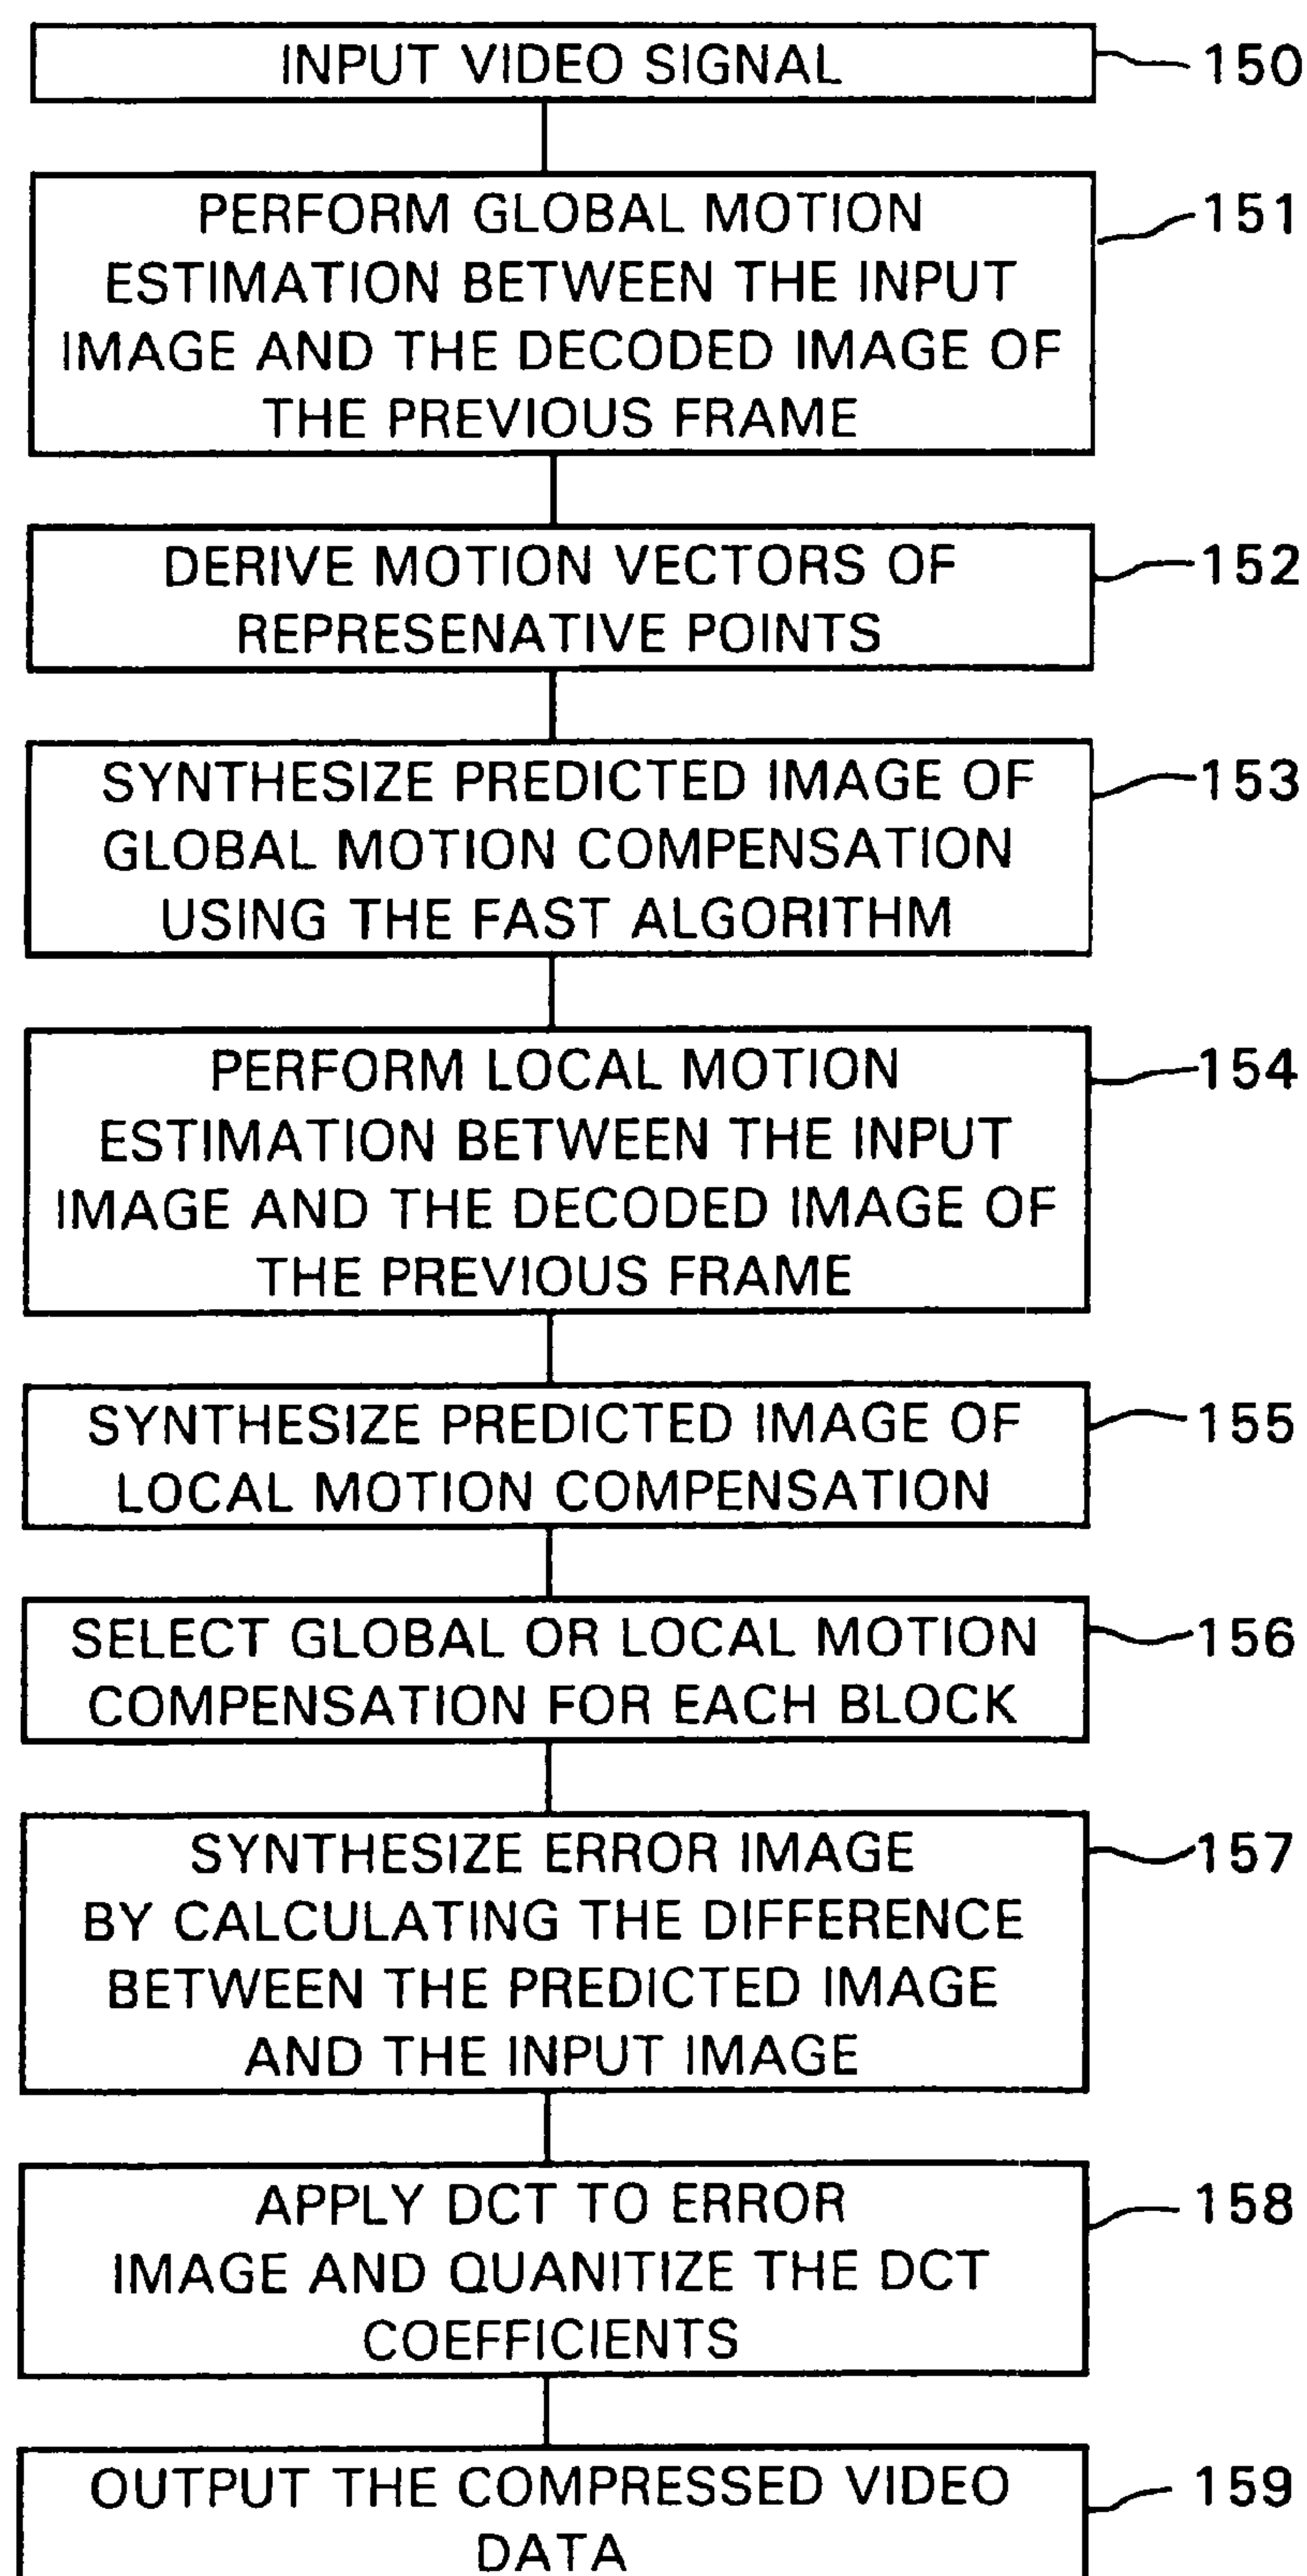 INPUT VIDEO SIGNAL
150
PERFORM GLOBAL MOTION
ESTIMATION BETWEEN THE INPUT
IMAGE AND THE DECODED IMAGE OF
THE PREVIOUS FRAME
151
DERIVE MOTION VECTORS OF
REPRESENATIVE POINTS
152
SYNTHESIZE PREDICTED IMAGE OF
GLOBAL MOTION COMPENSATION
USING THE FAST ALGORITHM
153
PERFORM LOCAL MOTION
ESTIMATION BETWEEN THE INPUT
IMAGE AND THE DECODED IMAGE OF
THE PREVIOUS FRAME
154
SYNTHESIZE PREDICTED IMAGE OF
LOCAL MOTION COMPENSATION
155
SELECT GLOBAL OR LOCAL MOTION
COMPENSATION FOR EACH BLOCK
156
SYNTHESIZE ERROR IMAGE
BY CALCULATING THE DIFFERENCE
BETWEEN THE PREDICTED IMAGE
AND THE INPUT IMAGE
157
APPLY DCT TO ERROR
IMAGE AND QUANITIZE THE DCT
COEFFICIENTS
158
OUTPUT THE COMPRESSED VIDEO
DATA
159